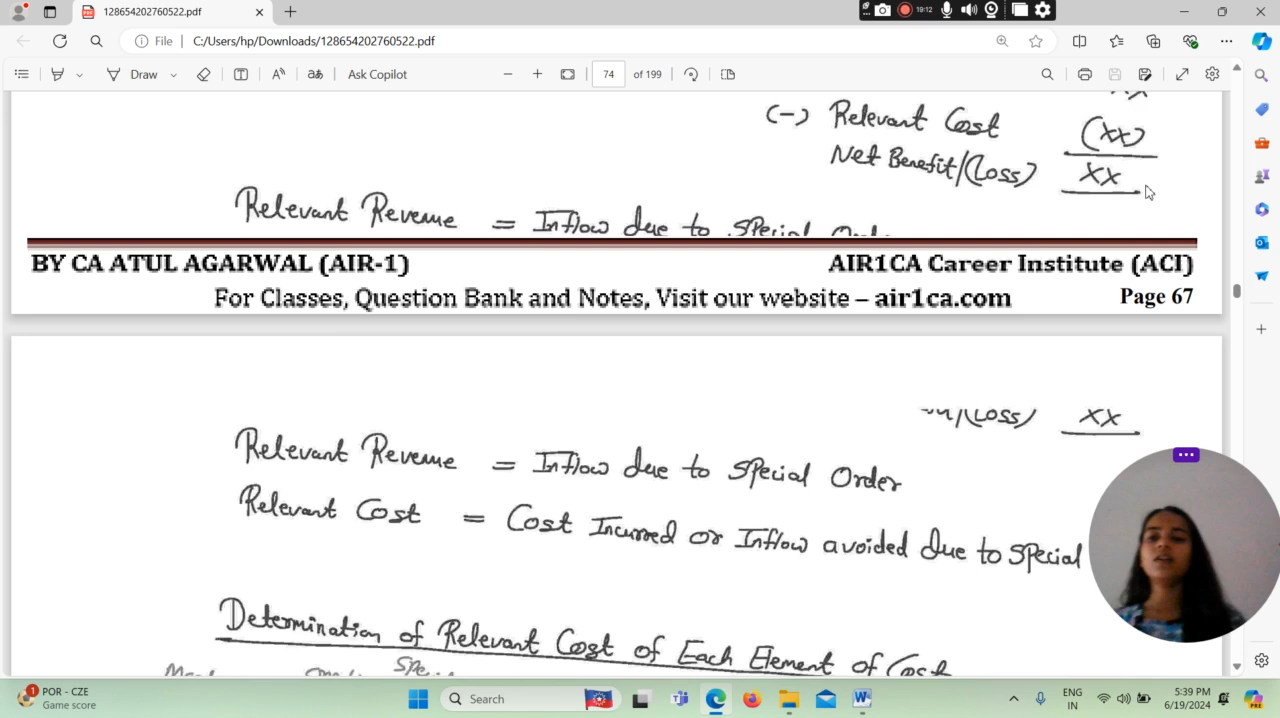 128654202760522.pdf
19:12
File C:/Users/hp/Downloads/128654202760522.pdf
Draw
Ask Copilot
74 of 199
(-) Relevant Cost (xx)
Net Benefit/(Loss) xx
Relevant Revenue = Inflow due to Special Order
BY CA ATUL AGARWAL (AIR-1) AIR1CA Career Institute (ACI)
For Classes, Question Bank and Notes, Visit our website – air1ca.com Page 67
/(Loss) xx
Relevant Revenue = Inflow due to Special Order
Relevant Cost = Cost Incurred or Inflow avoided due to Special
Determination of Relevant Cost of Each Element of Cost
POR - CZE
Game score
1
Search
ENG
IN
5:39 PM
6/19/2024